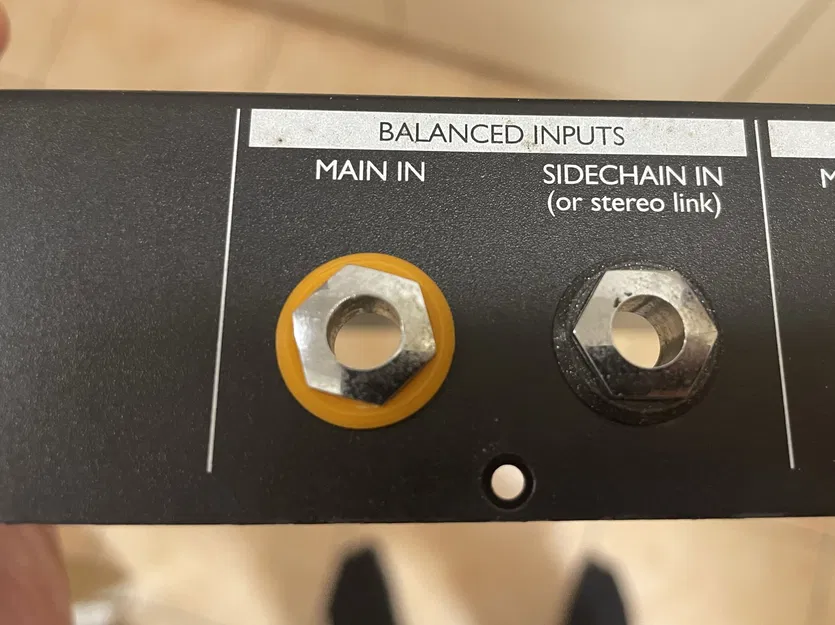 BALANCED INPUTS
MAIN IN
SIDECHAIN IN
(or stereo link)